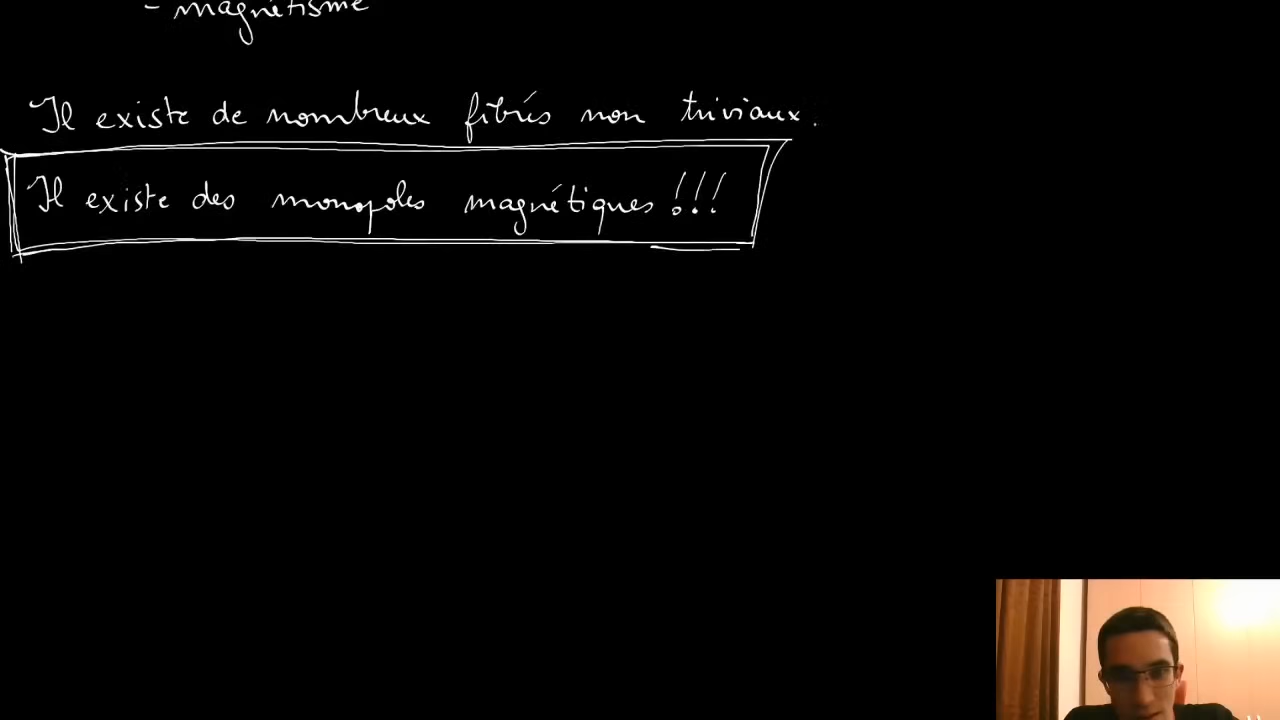 - magnétisme
Il existe de nombreux fibrés non triviaux.
Il existe des monopoles magnétiques !!!